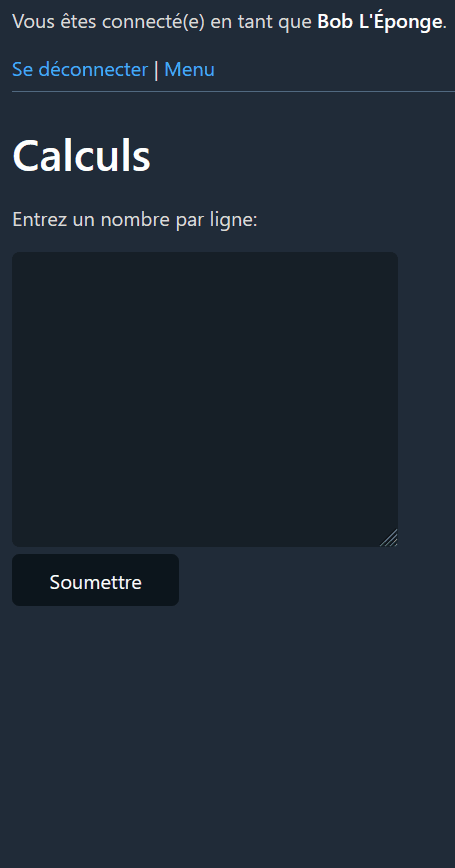 Vous êtes connecté(e) en tant que Bob L'Éponge.
Se déconnecter | Menu
Calculs
Entrez un nombre par ligne:
Soumettre